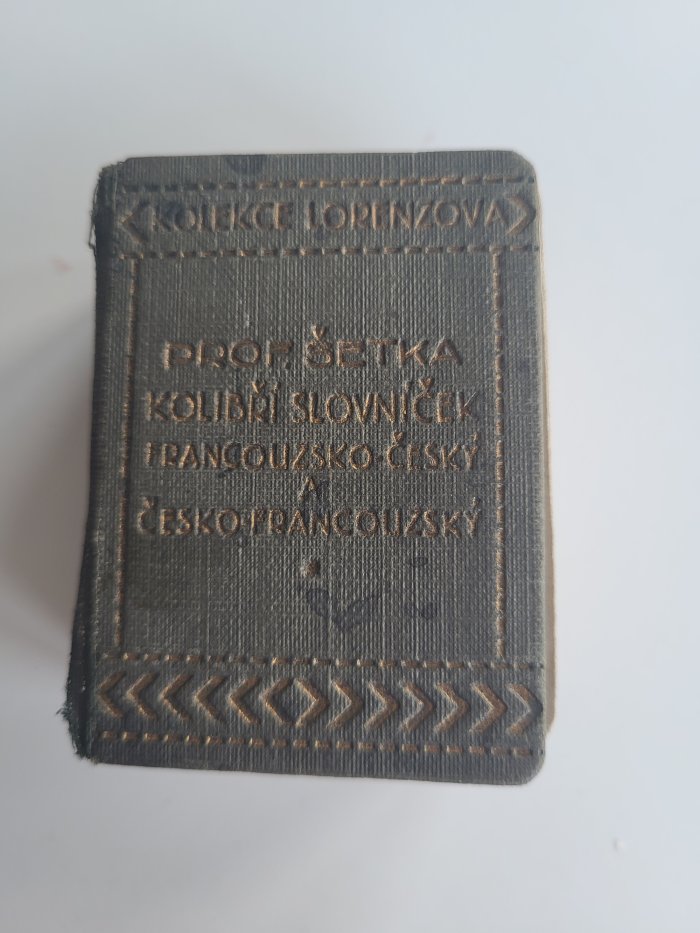 KOLEKCE LORENZOVA
PROF. ŠETKA
KOLIBŘÍ SLOVNÍČEK
FRANCOUZSKO-ČESKÝ
A
ČESKO-FRANCOUZSKÝ